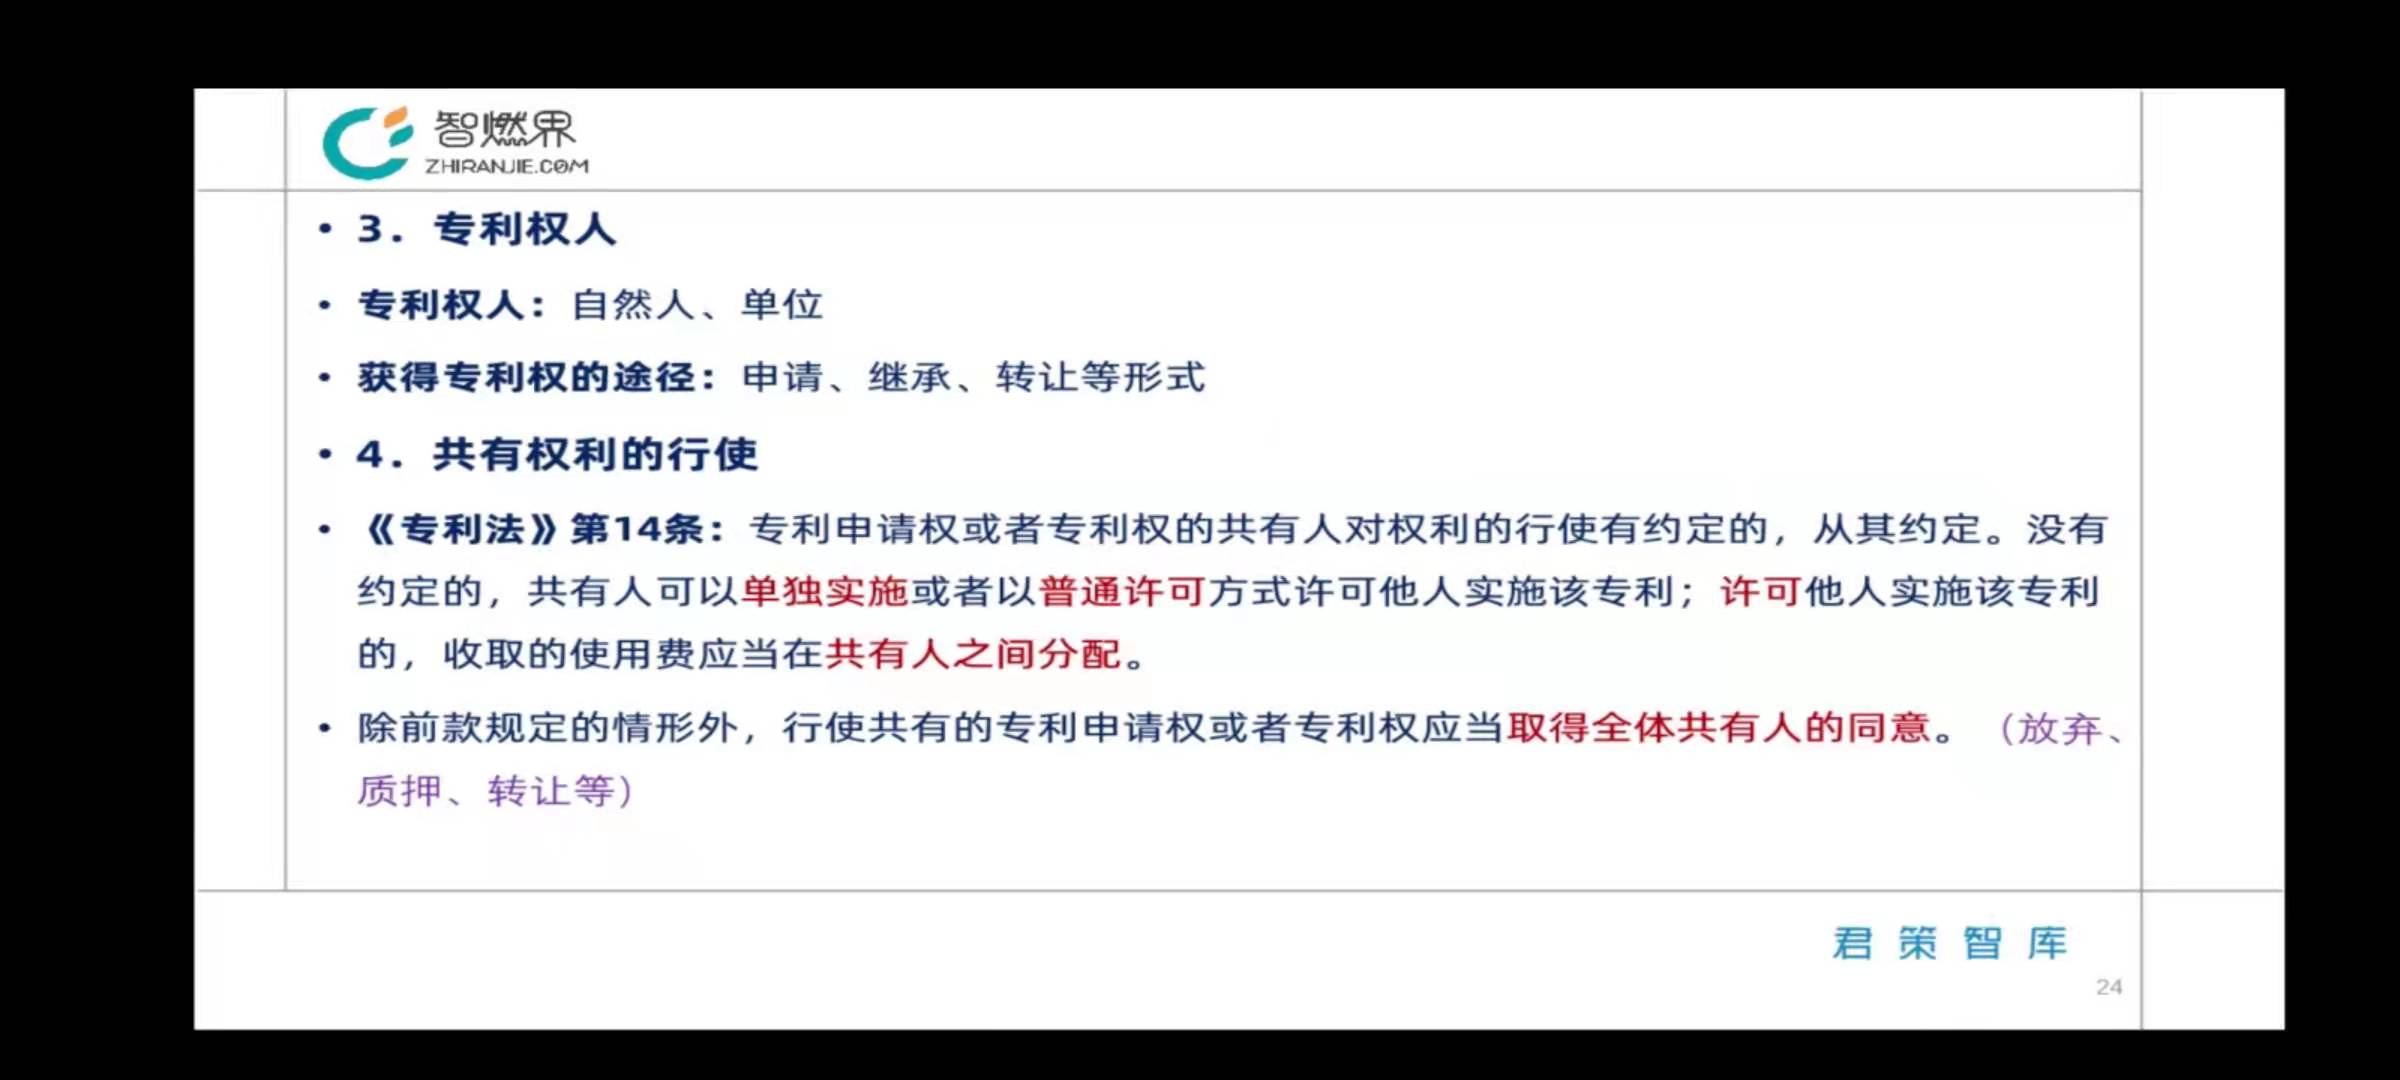 智燃界
ZHIRANJIE.COM
• 3．专利权人
• 专利权人：自然人、单位
• 获得专利权的途径：申请、继承、转让等形式
• 4．共有权利的行使
• 《专利法》第14条：专利申请权或者专利权的共有人对权利的行使有约定的，从其约定。没有
约定的，共有人可以单独实施或者以普通许可方式许可他人实施该专利；许可他人实施该专利
的，收取的使用费应当在共有人之间分配。
• 除前款规定的情形外，行使共有的专利申请权或者专利权应当取得全体共有人的同意。（放弃、
质押、转让等）
君策智库
24